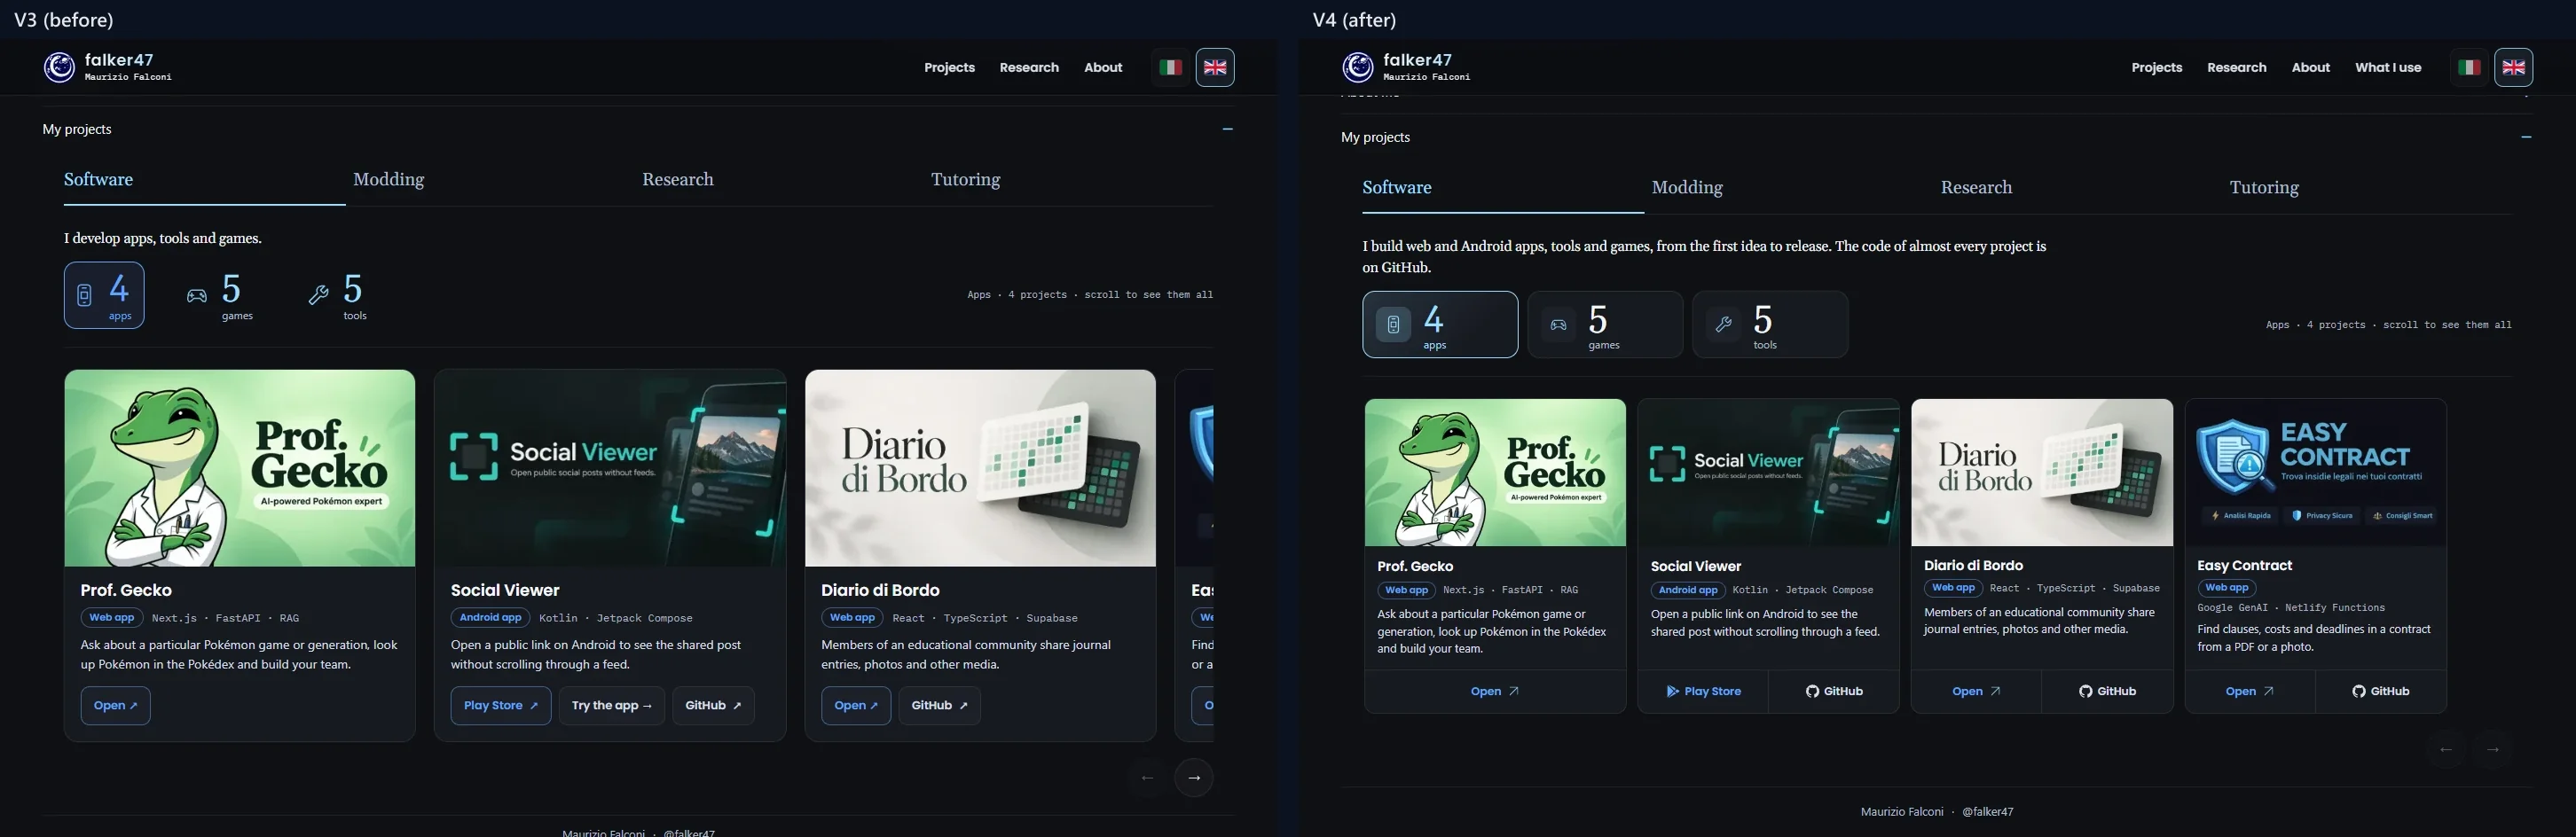 V3 (before)
falker47
Maurizio Falconi
Projects Research About
My projects
Software Modding Research Tutoring
I develop apps, tools and games.
4 apps
5 games
5 tools
Apps · 4 projects · scroll to see them all
Prof. Gecko
AI-powered Pokémon expert
Prof. Gecko
Web app Next.js · FastAPI · RAG
Ask about a particular Pokémon game or generation, look
up Pokémon in the Pokédex and build your team.
Open ↗
Social Viewer
Open public social posts without feeds.
Social Viewer
Android app Kotlin · Jetpack Compose
Open a public link on Android to see the shared post
without scrolling through a feed.
Play Store ↗ Try the app → GitHub ↗
Diario
di Bordo
Diario di Bordo
Web app React · TypeScript · Supabase
Members of an educational community share journal
entries, photos and other media.
Open ↗ GitHub ↗
Eas
We
Find
or a
O
← →
Maurizio Falconi · @falker47
V4 (after)
falker47
Maurizio Falconi
Projects Research About What I use
My projects
Software Modding Research Tutoring
I build web and Android apps, tools and games, from the first idea to release. The code of almost every project is
on GitHub.
4 apps
5 games
5 tools
Apps · 4 projects · scroll to see them all
Prof. Gecko
AI-powered Pokémon expert
Prof. Gecko
Web app Next.js · FastAPI · RAG
Ask about a particular Pokémon game or
generation, look up Pokémon in the Pokédex
and build your team.
Open ↗
Social Viewer
Open public social posts without feeds.
Social Viewer
Android app Kotlin · Jetpack Compose
Open a public link on Android to see the
shared post without scrolling through a feed.
Play Store GitHub
Diario
di Bordo
Diario di Bordo
Web app React · TypeScript · Supabase
Members of an educational community share
journal entries, photos and other media.
Open ↗ GitHub
EASY
CONTRACT
Trova insidie legali nei tuoi contratti
Analisi Rapida Privacy Sicura Consigli Smart
Easy Contract
Web app
Google GenAI · Netlify Functions
Find clauses, costs and deadlines in a contract
from a PDF or a photo.
Open ↗ GitHub
← →
Maurizio Falconi · @falker47